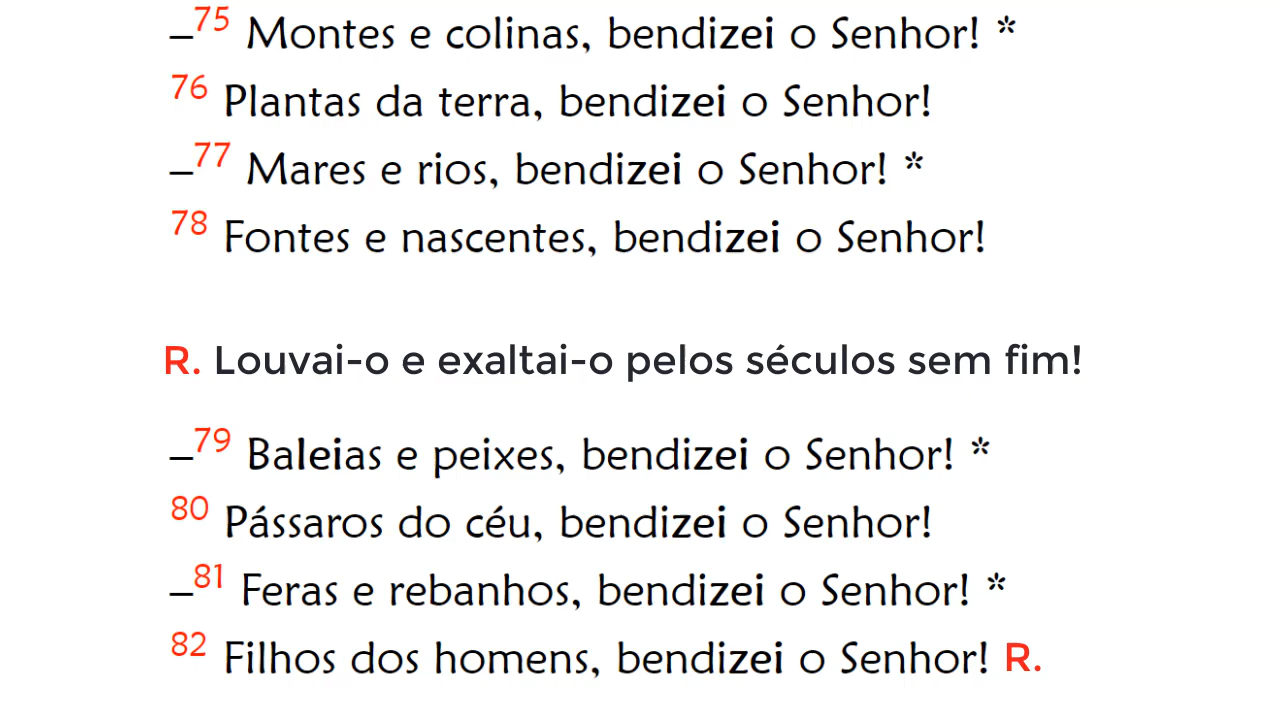 –75 Montes e colinas, bendizei o Senhor! *
76 Plantas da terra, bendizei o Senhor!
–77 Mares e rios, bendizei o Senhor! *
78 Fontes e nascentes, bendizei o Senhor!
R. Louvai-o e exaltai-o pelos séculos sem fim!
–79 Baleias e peixes, bendizei o Senhor! *
80 Pássaros do céu, bendizei o Senhor!
–81 Feras e rebanhos, bendizei o Senhor! *
82 Filhos dos homens, bendizei o Senhor! R.